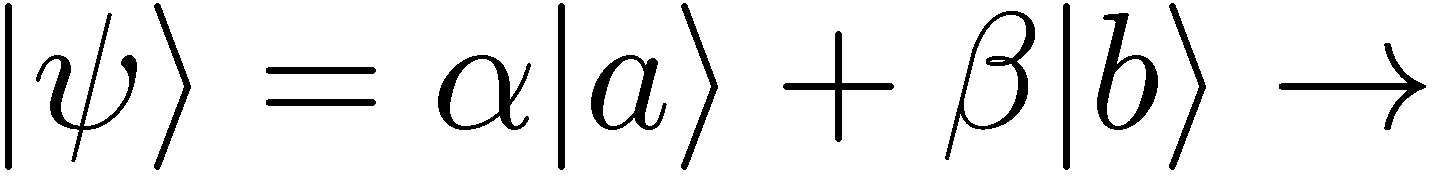 |ψ⟩ = α|a⟩ + β|b⟩ →